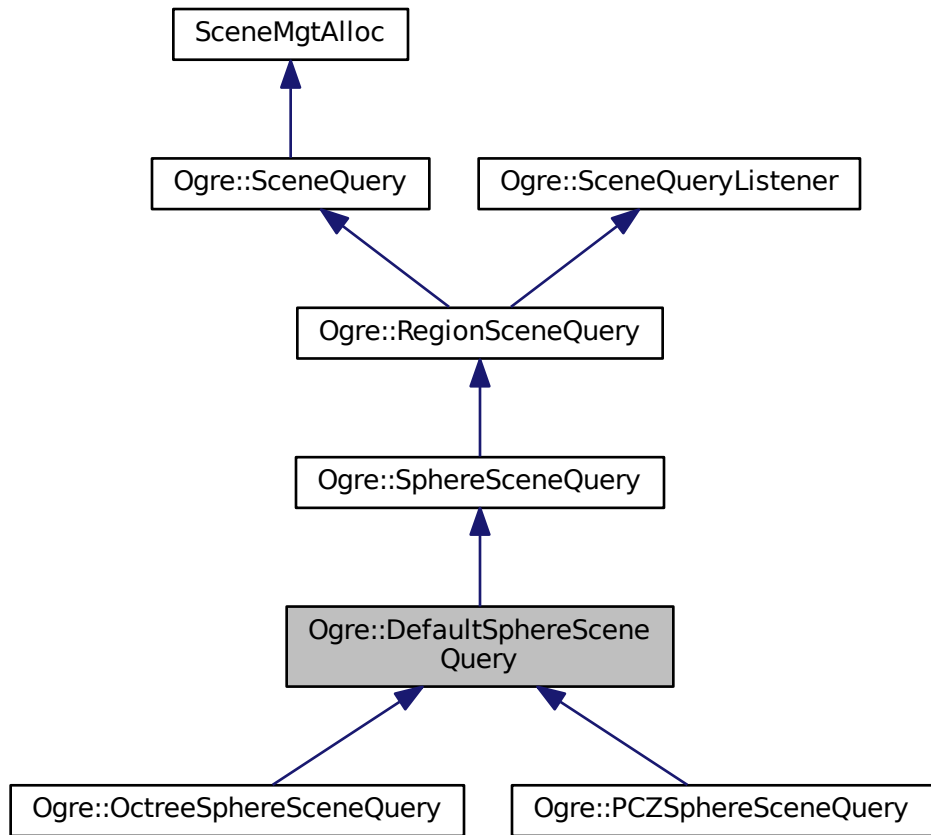 SceneMgtAlloc
Ogre::SceneQuery
Ogre::SceneQueryListener
Ogre::RegionSceneQuery
Ogre::SphereSceneQuery
Ogre::DefaultSphereScene
Query
Ogre::OctreeSphereSceneQuery
Ogre::PCZSphereSceneQuery